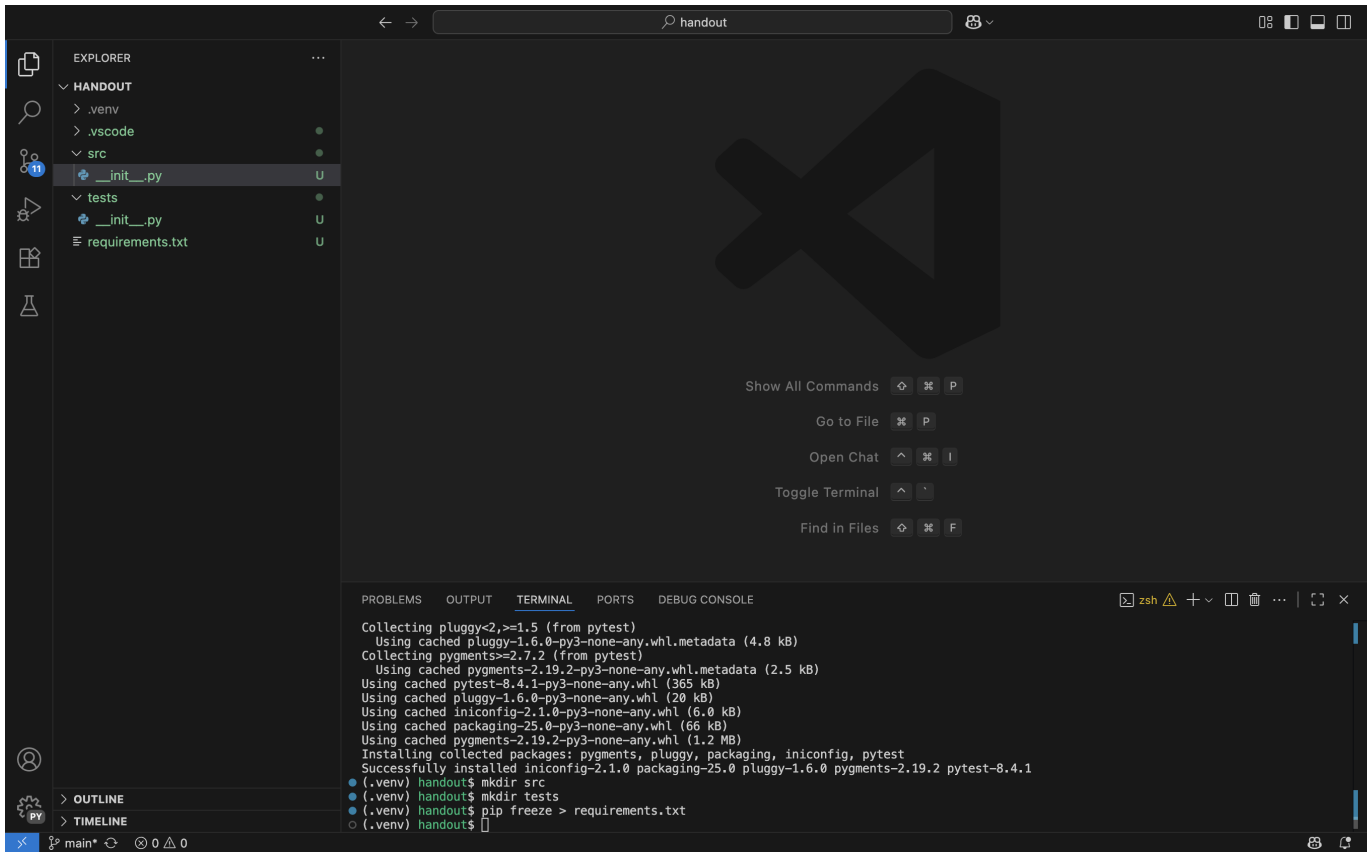 handout
EXPLORER
HANDOUT
.venv
.vscode
src
__init__.py U
tests
__init__.py U
requirements.txt U
11
Show All Commands ⇧ ⌘ P
Go to File ⌘ P
Open Chat ^ ⌘ I
Toggle Terminal ^ `
Find in Files ⇧ ⌘ F
PROBLEMS OUTPUT TERMINAL PORTS DEBUG CONSOLE
zsh
Collecting pluggy<2,>=1.5 (from pytest)
Using cached pluggy-1.6.0-py3-none-any.whl.metadata (4.8 kB)
Collecting pygments>=2.7.2 (from pytest)
Using cached pygments-2.19.2-py3-none-any.whl.metadata (2.5 kB)
Using cached pytest-8.4.1-py3-none-any.whl (365 kB)
Using cached pluggy-1.6.0-py3-none-any.whl (20 kB)
Using cached iniconfig-2.1.0-py3-none-any.whl (6.0 kB)
Using cached packaging-25.0-py3-none-any.whl (66 kB)
Using cached pygments-2.19.2-py3-none-any.whl (1.2 MB)
Installing collected packages: pygments, pluggy, packaging, iniconfig, pytest
Successfully installed iniconfig-2.1.0 packaging-25.0 pluggy-1.6.0 pygments-2.19.2 pytest-8.4.1
(.venv) handout$ mkdir src
(.venv) handout$ mkdir tests
(.venv) handout$ pip freeze > requirements.txt
(.venv) handout$
OUTLINE
TIMELINE
PY
main* 0 0